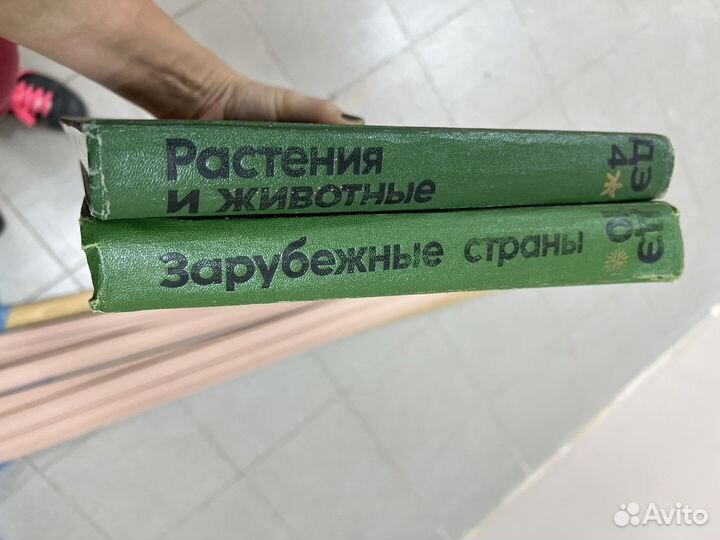 Растения
и животные
ДЭ
4
Зарубежные страны
ДЭ
10
Avito